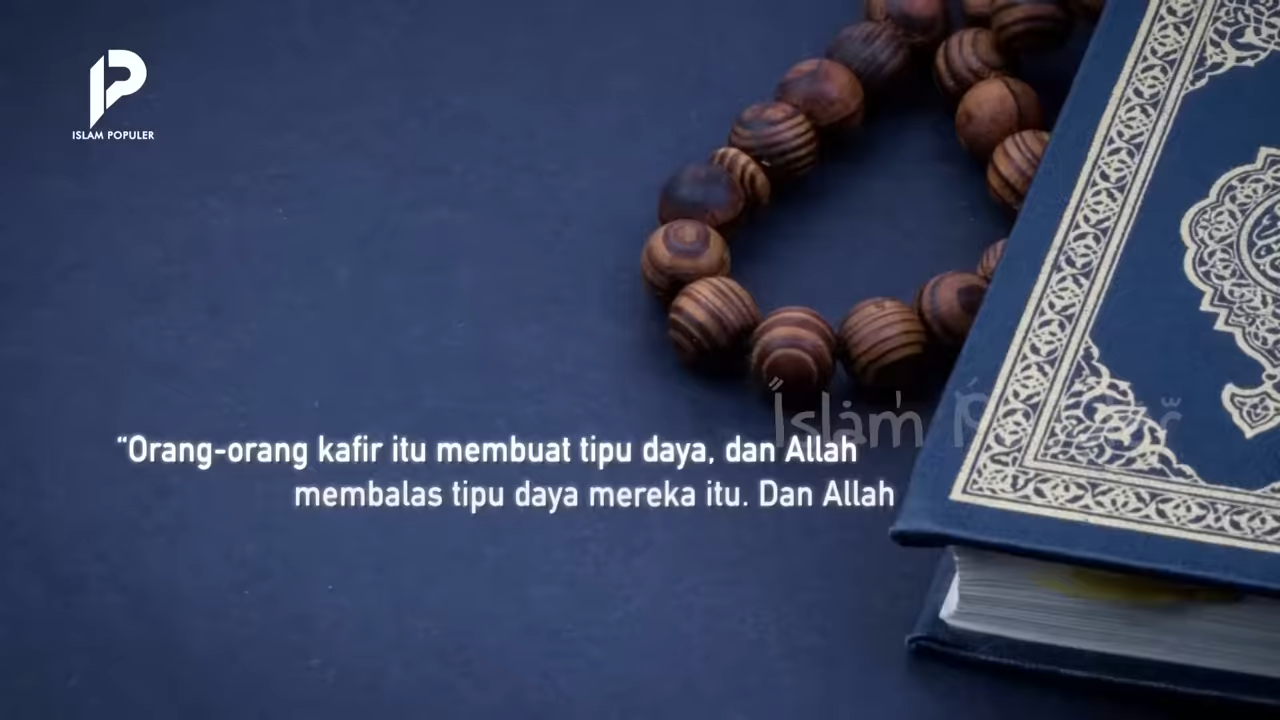 ISLAM POPULER
“Orang-orang kafir itu membuat tipu daya, dan Allah
membalas tipu daya mereka itu. Dan Allah
Islam